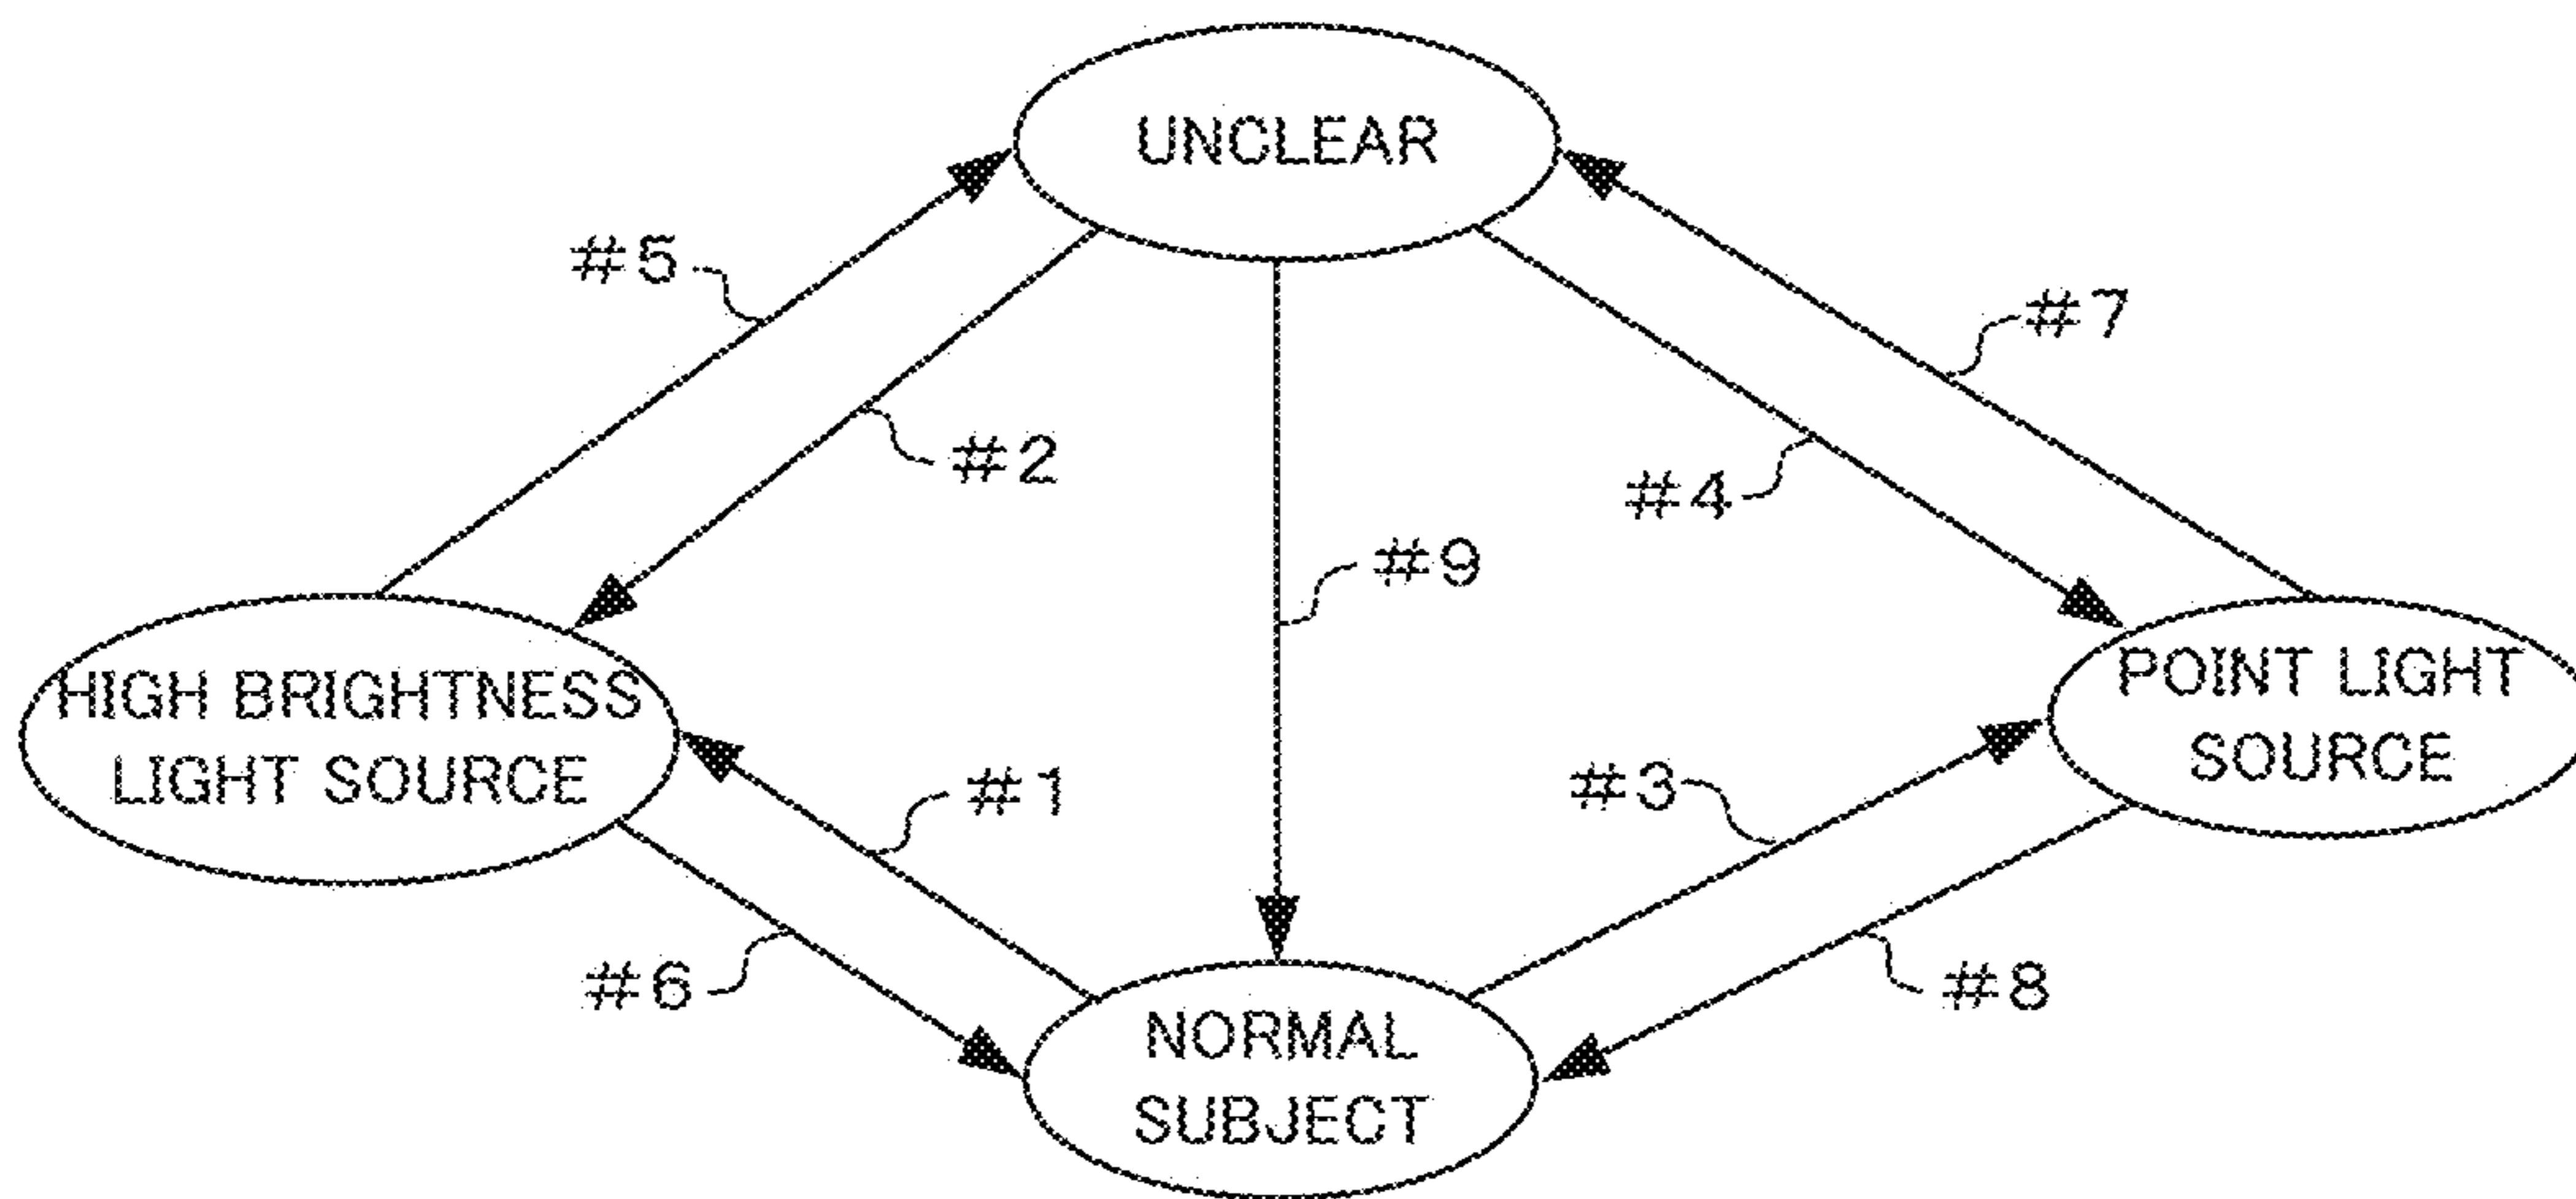 UNCLEAR
#5
#7
#2
#4
#9
HIGH BRIGHTNESS
LIGHT SOURCE
POINT LIGHT
SOURCE
#1
#3
#6
#8
NORMAL
SUBJECT